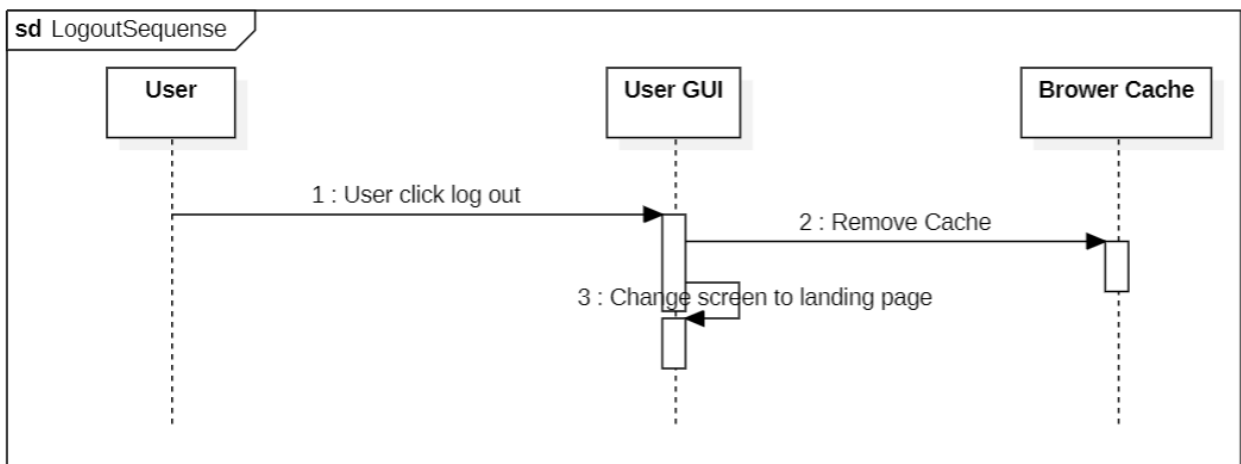 sd LogoutSequense
User
User GUI
Brower Cache
1 : User click log out
2 : Remove Cache
3 : Change screen to landing page